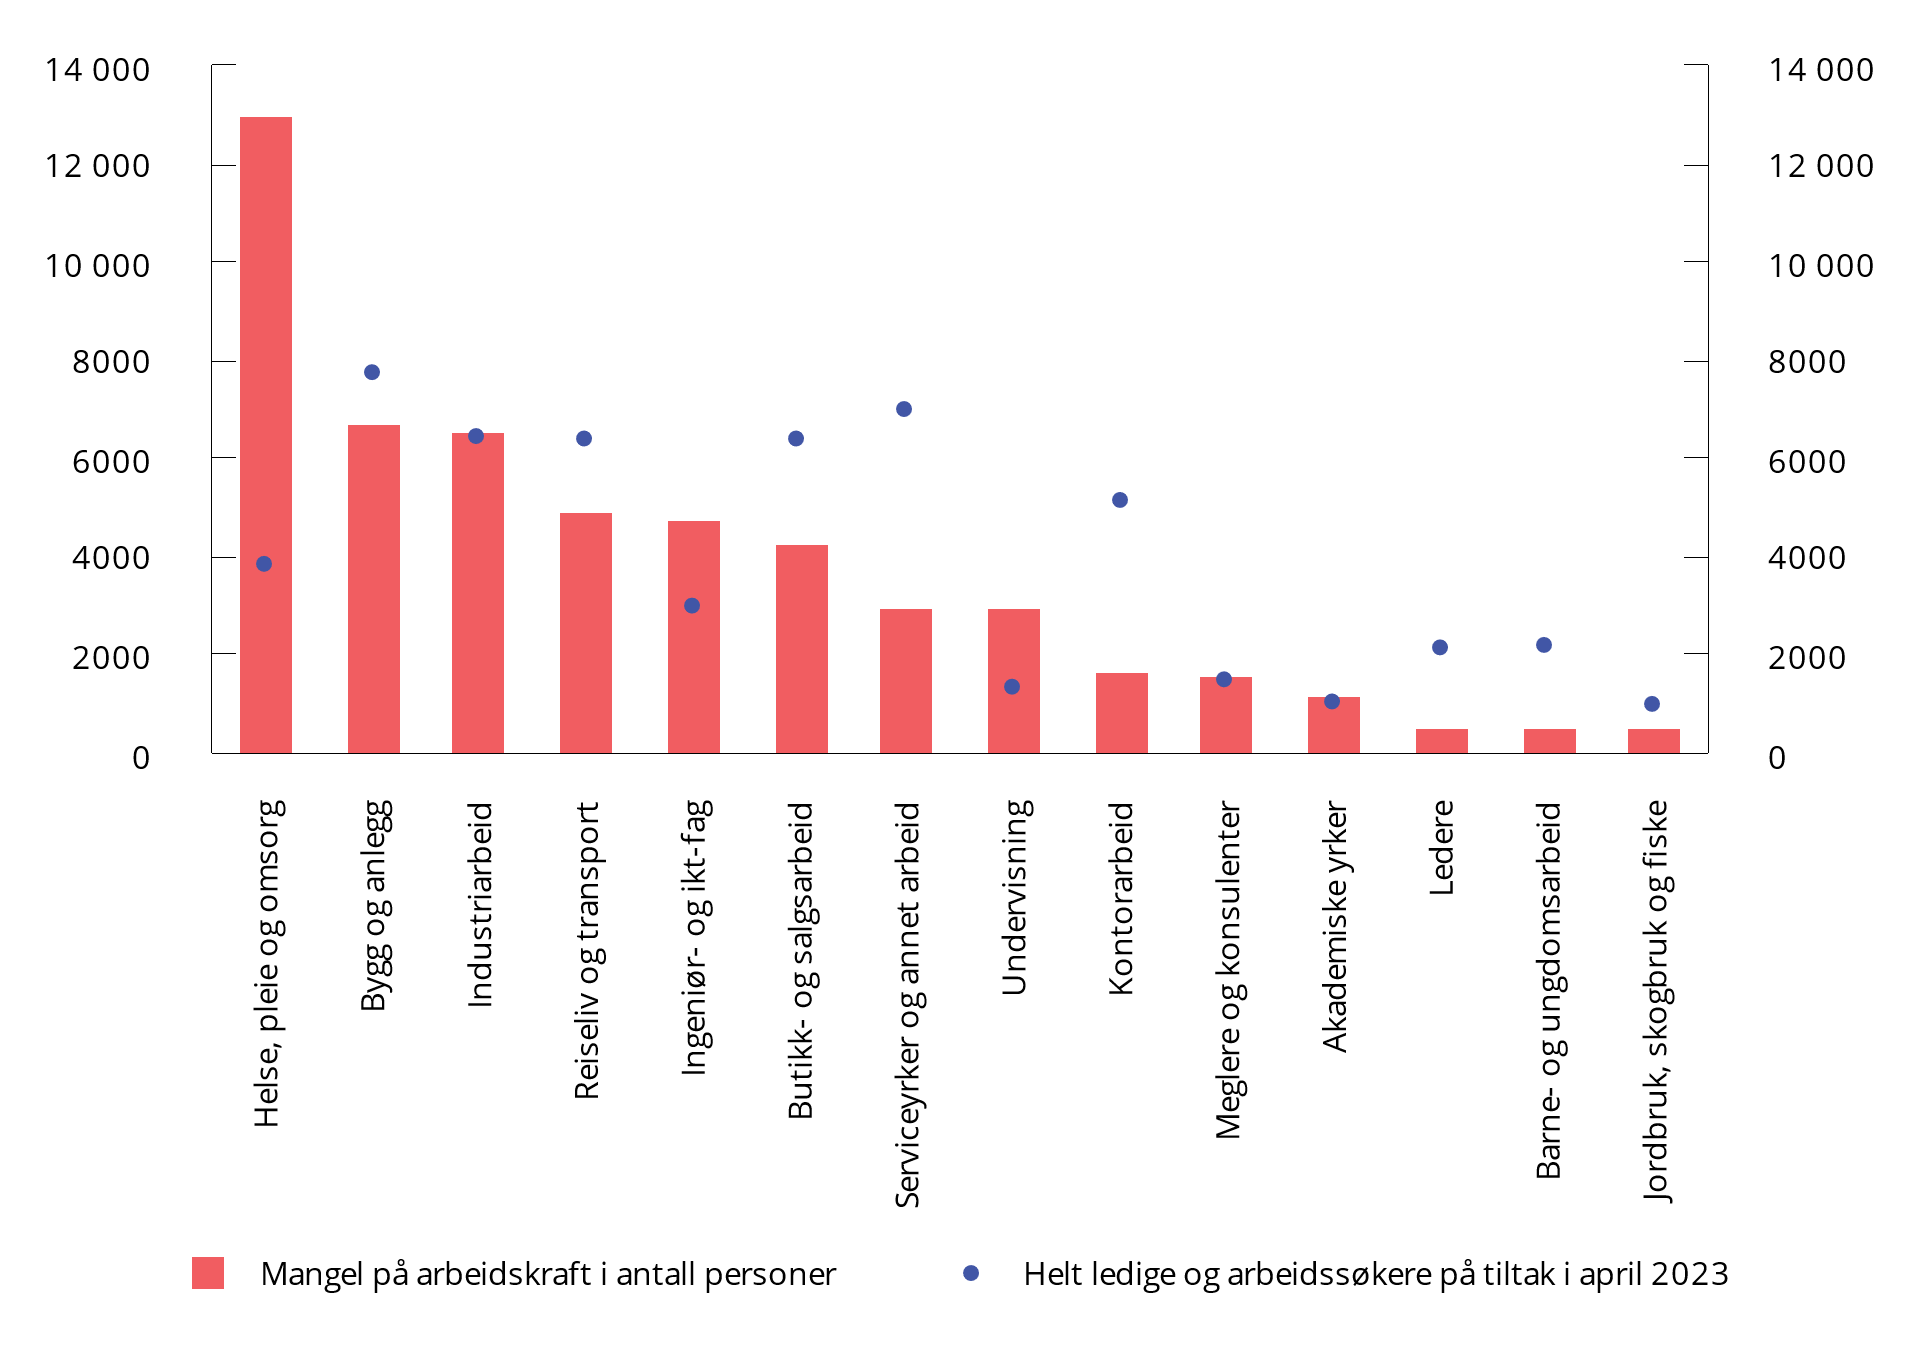 14 000
12 000
10 000
8000
6000
4000
2000
0
14 000
12 000
10 000
8000
6000
4000
2000
0
Helse, pleie og omsorg
Bygg og anlegg
Industriarbeid
Reiseliv og transport
Ingeniør- og ikt-fag
Butikk- og salgsarbeid
Serviceyrker og annet arbeid
Undervisning
Kontorarbeid
Meglere og konsulenter
Akademiske yrker
Ledere
Barne- og ungdomsarbeid
Jordbruk, skogbruk og fiske
Mangel på arbeidskraft i antall personer
Helt ledige og arbeidssøkere på tiltak i april 2023